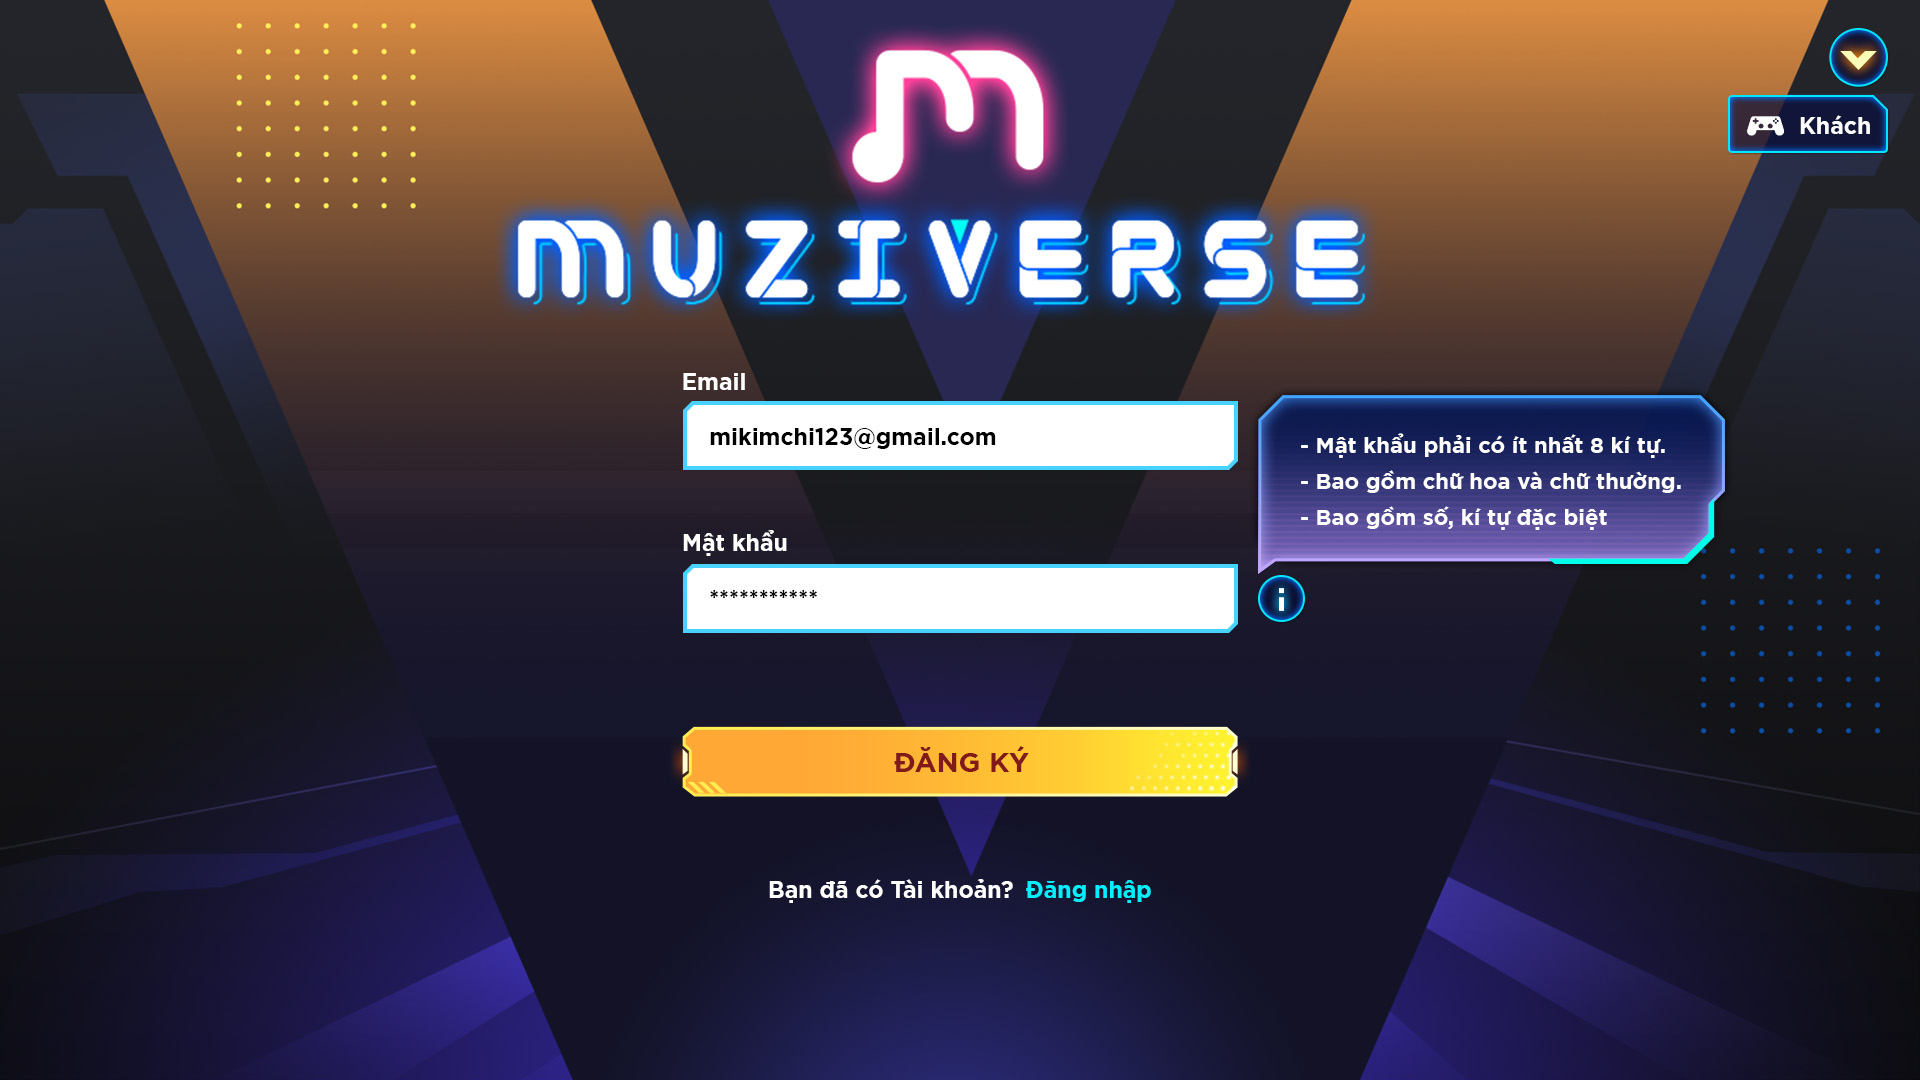 MUZIVERSE
Khách
Email
mikimchi123@gmail.com
- Mật khẩu phải có ít nhất 8 kí tự.
- Bao gồm chữ hoa và chữ thường.
- Bao gồm số, kí tự đặc biệt
Mật khẩu
***********
i
ĐĂNG KÝ
Bạn đã có Tài khoản? Đăng nhập